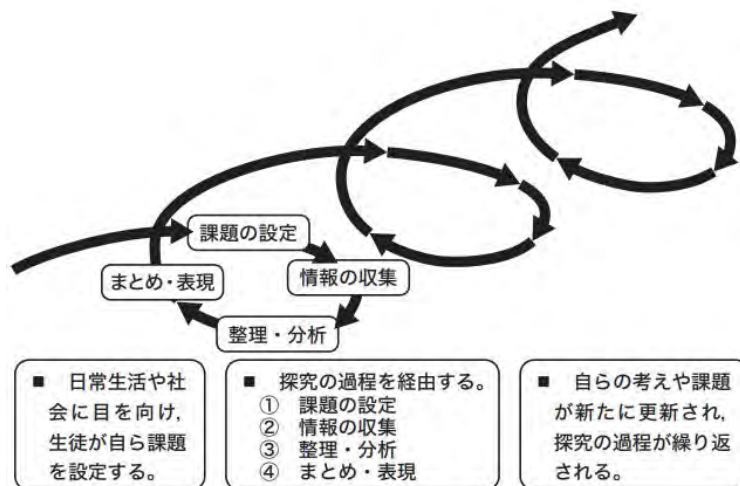 課題の設定
情報の収集
まとめ・表現
整理・分析
■ 日常生活や社
会に目を向け,
生徒が自ら課題
を設定する。
■ 探究の過程を経由する。
① 課題の設定
② 情報の収集
③ 整理・分析
④ まとめ・表現
■ 自らの考えや課題
が新たに更新され,
探究の過程が繰り返
される。